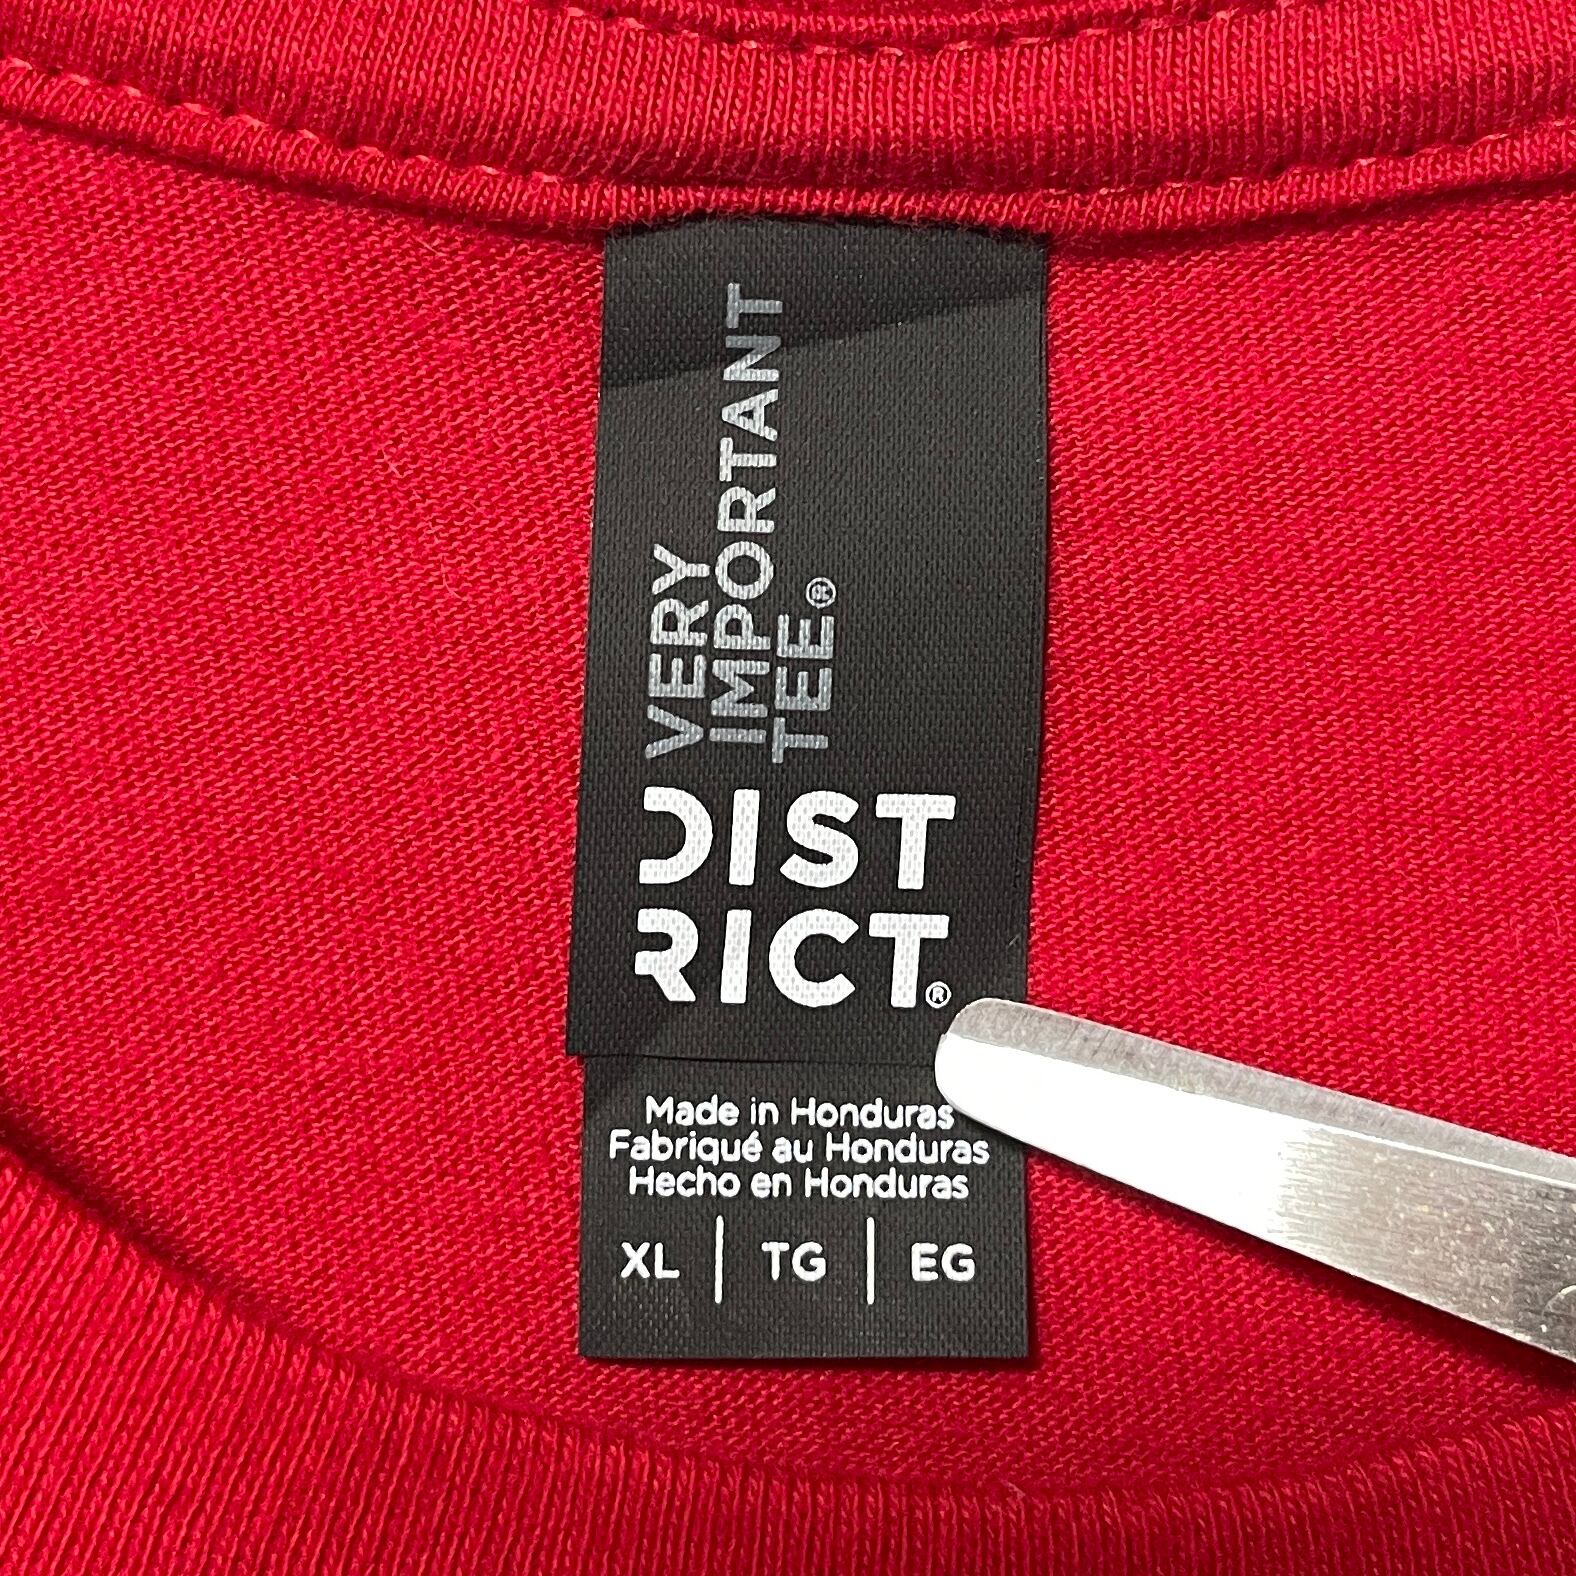 VERY
IMPORTANT
TEE®
DIST
RICT®
Made in Honduras
Fabriqué au Honduras
Hecho en Honduras
XL | TG | EG